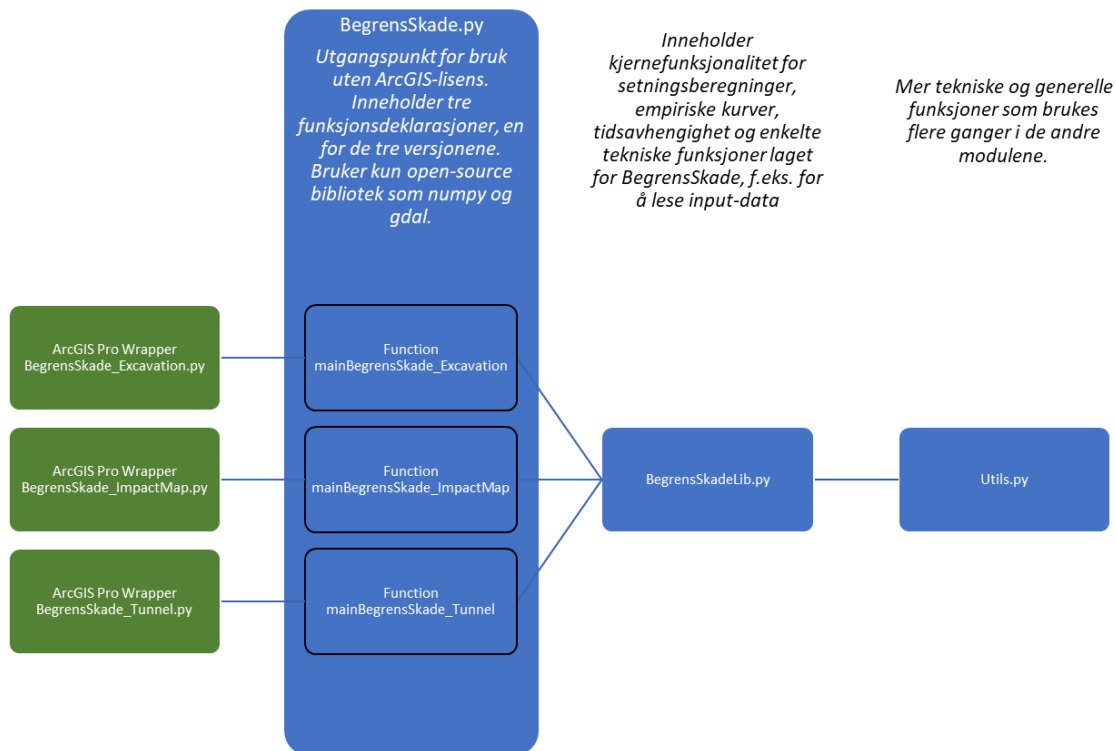 BegrensSkade.py
Utgangspunkt for bruk
uten ArcGIS-lisens.
Inneholder tre
funksjonsdeklarasjoner, en
for de tre versjonene.
Bruker kun open-source
bibliotek som numpy og
gdal.
Inneholder
kjernefunksjonalitet for
setningsberegninger,
empiriske kurver,
tidsavhengighet og enkelte
tekniske funksjoner laget
for BegrensSkade, f.eks. for
å lese input-data
Mer tekniske og generelle
funksjoner som brukes
flere ganger i de andre
modulene.
ArcGIS Pro Wrapper
BegrensSkade_Excavation.py
Function
mainBegrensSkade_Excavation
ArcGIS Pro Wrapper
BegrensSkade_ImpactMap.py
Function
mainBegrensSkade_ImpactMap
BegrensSkadeLib.py
Utils.py
ArcGIS Pro Wrapper
BegrensSkade_Tunnel.py
Function
mainBegrensSkade_Tunnel